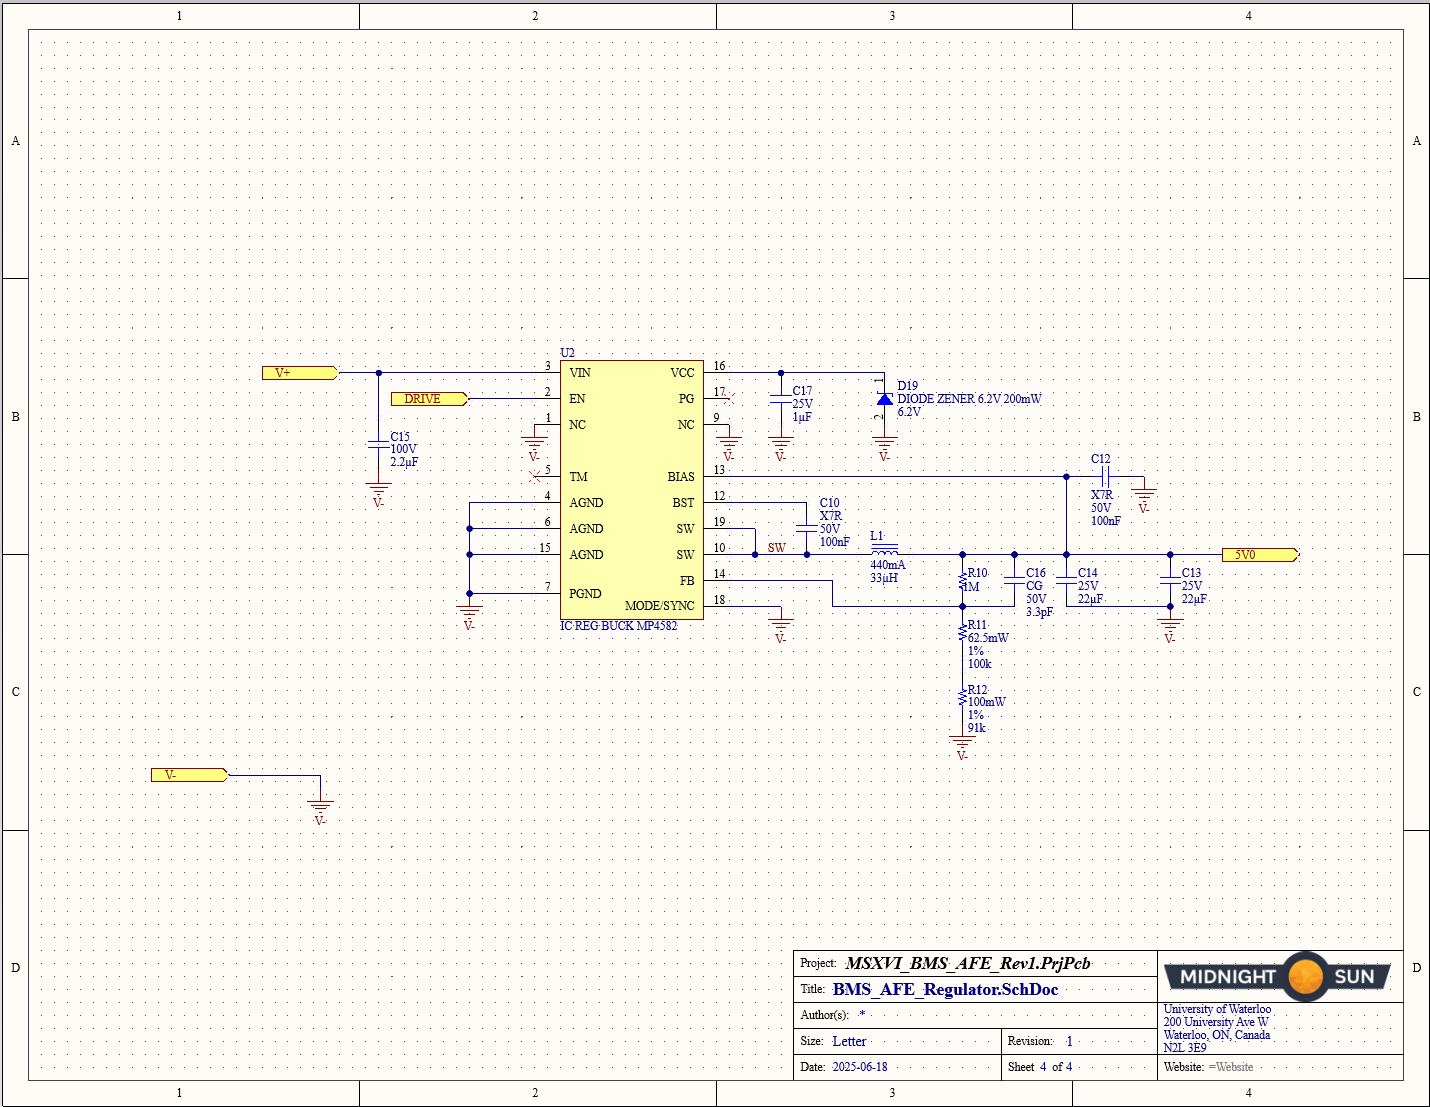 1 2 3 4
A A
B B
C C
D D
U2
V+
3 VIN
VCC 16
DRIVE
2 EN
PG 17
1 NC
NC 9
V-
V-
C17
25V
1µF
V-
1
2
D19
DIODE ZENER 6.2V 200mW
6.2V
V-
C15
100V
2.2µF
V-
5 TM
BIAS 13
4 AGND
BST 12
6 AGND
SW 19
15 AGND
SW 10
FB 14
7 PGND
MODE/SYNC 18
V-
V-
IC REG BUCK MP4582
C12
X7R
50V
100nF
V-
C10
X7R
50V
100nF
SW
L1
440mA
33µH
5V0
R10
1M
C16
CG
50V
3.3pF
C14
25V
22µF
C13
25V
22µF
V-
R11
62.5mW
1%
100k
R12
100mW
1%
91k
V-
V-
V-
Project: MSXVI_BMS_AFE_Rev1.PrjPcb
Title: BMS_AFE_Regulator.SchDoc
Author(s): *
Size: Letter
Revision: 1
Date: 2025-06-18
Sheet 4 of 4
MIDNIGHT SUN
University of Waterloo
200 University Ave W
Waterloo, ON, Canada
N2L 3E9
Website: =Website
1 2 3 4